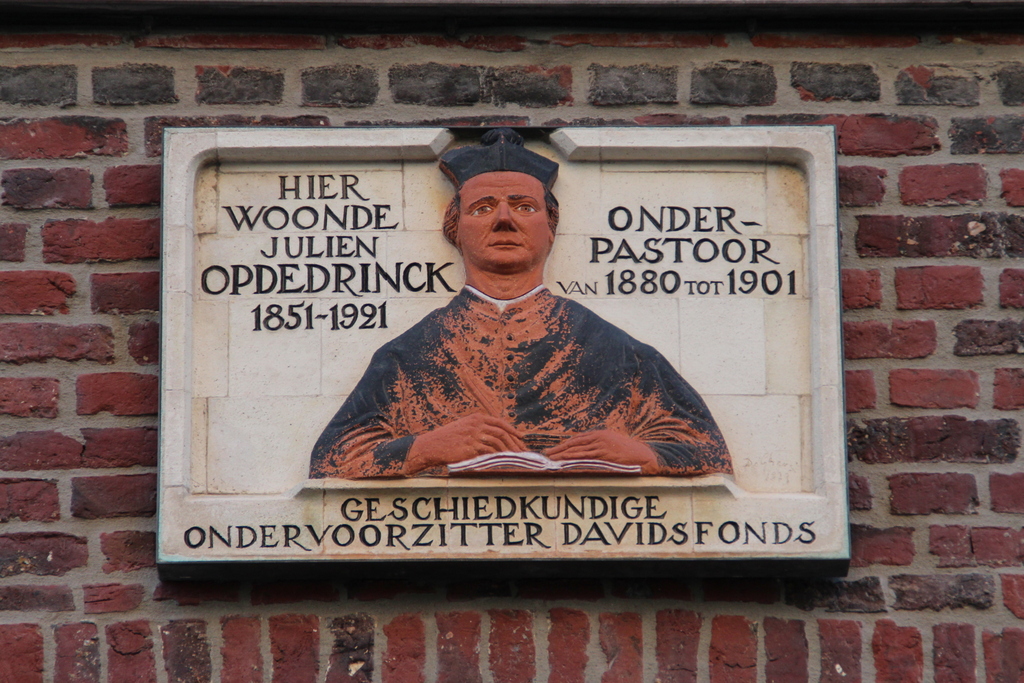 HIER
WOONDE
JULIEN
OPDEDRINCK
1851-1921
ONDER-
PASTOOR
VAN 1880 TOT 1901
GESCHIEDKUNDIGE
ONDERVOORZITTER DAVIDSFONDS